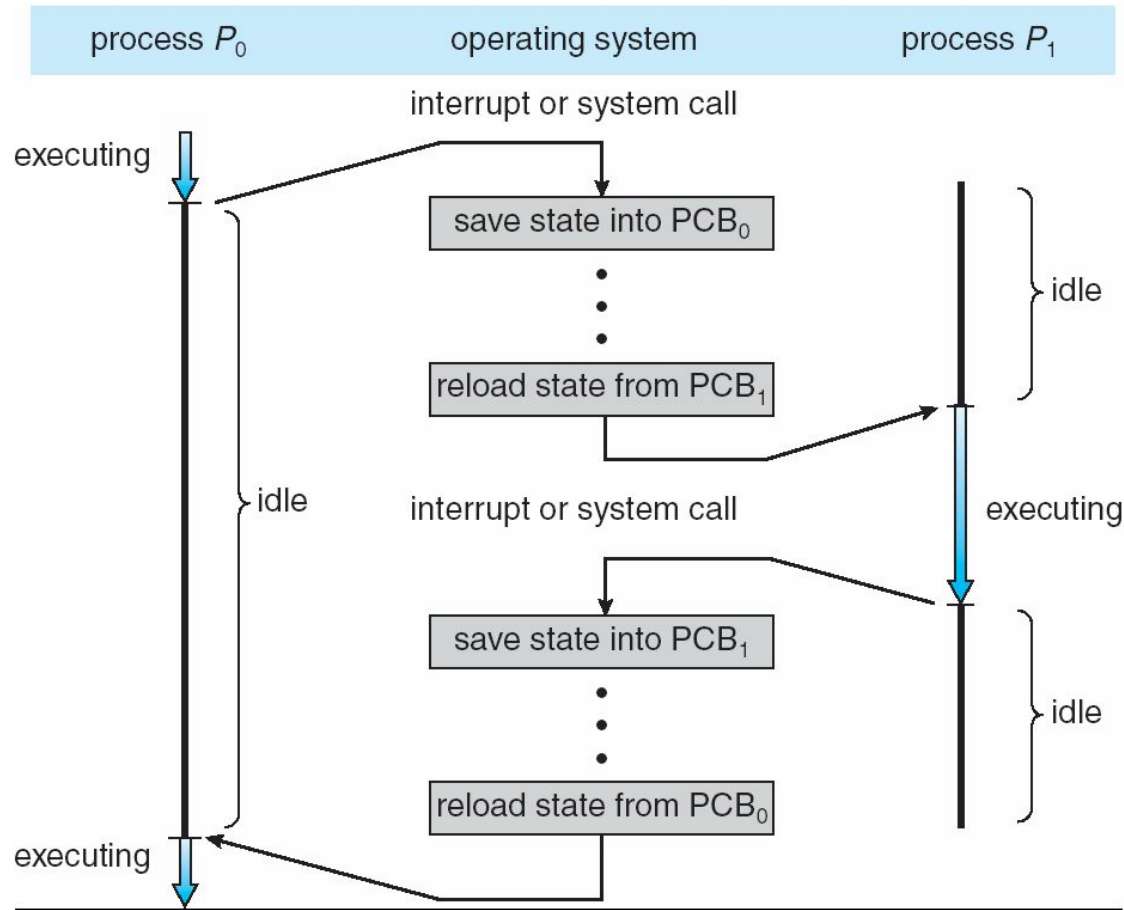 process P₀ operating system process P₁
interrupt or system call
executing
save state into PCB₀
idle
reload state from PCB₁
idle
interrupt or system call
executing
save state into PCB₁
idle
reload state from PCB₀
executing